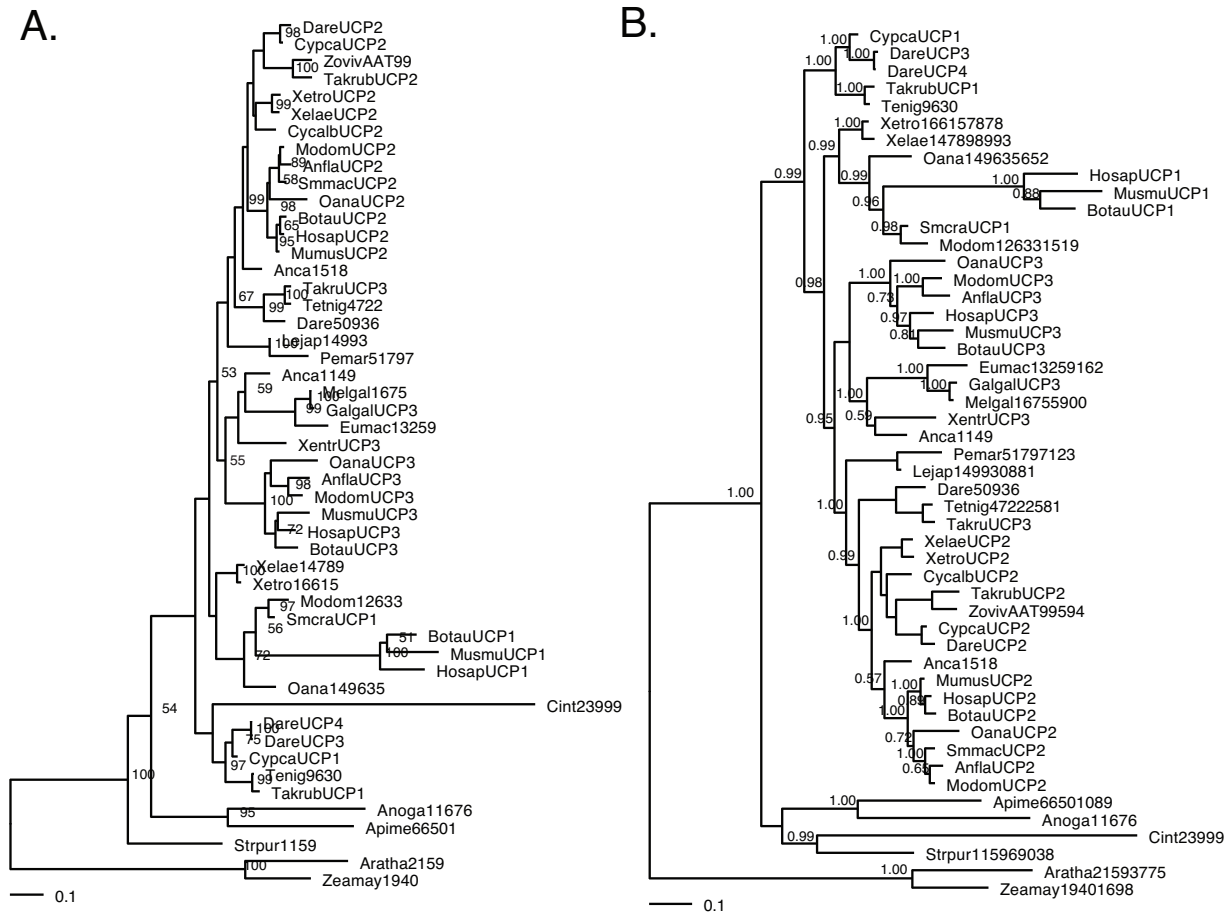 A.
98 DareUCP2
CypcaUCP2
ZovivAAT99
100
TakrubUCP2
XetroUCP2
99
XelaeUCP2
CycalbUCP2
ModomUCP2
89
AnflaUCP2
58
SmmacUCP2
99
98
OanaUCP2
BotauUCP2
65
HosapUCP2
95
MumusUCP2
Anca1518
TakruUCP3
67
100
99
Tetnig4722
Dare50936
Lejap14993
100
Pemar51797
53
Anca1149
59
Melgal1675
100
99
GalgalUCP3
Eumac13259
XentrUCP3
55
OanaUCP3
AnflaUCP3
98
100
ModomUCP3
MusmuUCP3
72
HosapUCP3
BotauUCP3
Xelae14789
100
Xetro16615
Modom12633
97
SmcraUCP1
56
BotauUCP1
51
72
100
MusmuUCP1
HosapUCP1
Oana149635
Cint23999
54
DareUCP4
100
75
DareUCP3
CypcaUCP1
97
Tenig9630
99
TakrubUCP1
100
Anoga11676
95
Apime66501
Strpur1159
Aratha2159
100
Zeamay1940
0.1
B.
1.00
CypcaUCP1
1.00
DareUCP3
1.00
DareUCP4
TakrubUCP1
1.00
Tenig9630
1.00
Xetro166157878
Xelae147898993
0.99
Oana149635652
0.99
0.99
1.00
HosapUCP1
0.88
MusmuUCP1
0.96
BotauUCP1
0.98
SmcraUCP1
Modom126331519
0.98
OanaUCP3
1.00
1.00
ModomUCP3
0.73
AnflaUCP3
0.97
HosapUCP3
0.81
MusmuUCP3
BotauUCP3
1.00
Eumac13259162
1.00
GalgalUCP3
1.00
Melgal16755900
0.95
0.59
XentrUCP3
Anca1149
Pemar51797123
Lejap149930881
1.00
1.00
Dare50936
Tetnig47222581
TakruUCP3
0.99
XelaeUCP2
XetroUCP2
CycalbUCP2
TakrubUCP2
ZovivAAT99594
1.00
CypcaUCP2
DareUCP2
0.57
Anca1518
1.00
MumusUCP2
0.89
HosapUCP2
1.00
BotauUCP2
0.72
OanaUCP2
1.00
SmmacUCP2
0.65
AnflaUCP2
ModomUCP2
1.00
Apime66501089
Anoga11676
0.99
Cint23999
Strpur115969038
1.00
Aratha21593775
Zeamay19401698
0.1